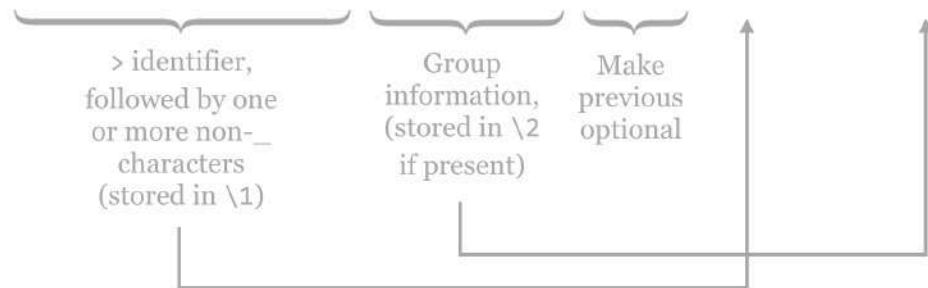 > identifier,
followed by one
or more non-_
characters
(stored in \1)
Group
information,
(stored in \2
if present)
Make
previous
optional